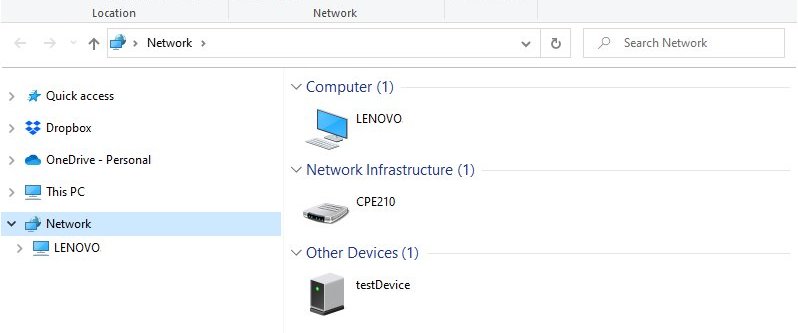 Location Network
Network
Search Network
Quick access
Dropbox
OneDrive - Personal
This PC
Network
LENOVO
Computer (1)
LENOVO
Network Infrastructure (1)
CPE210
Other Devices (1)
testDevice